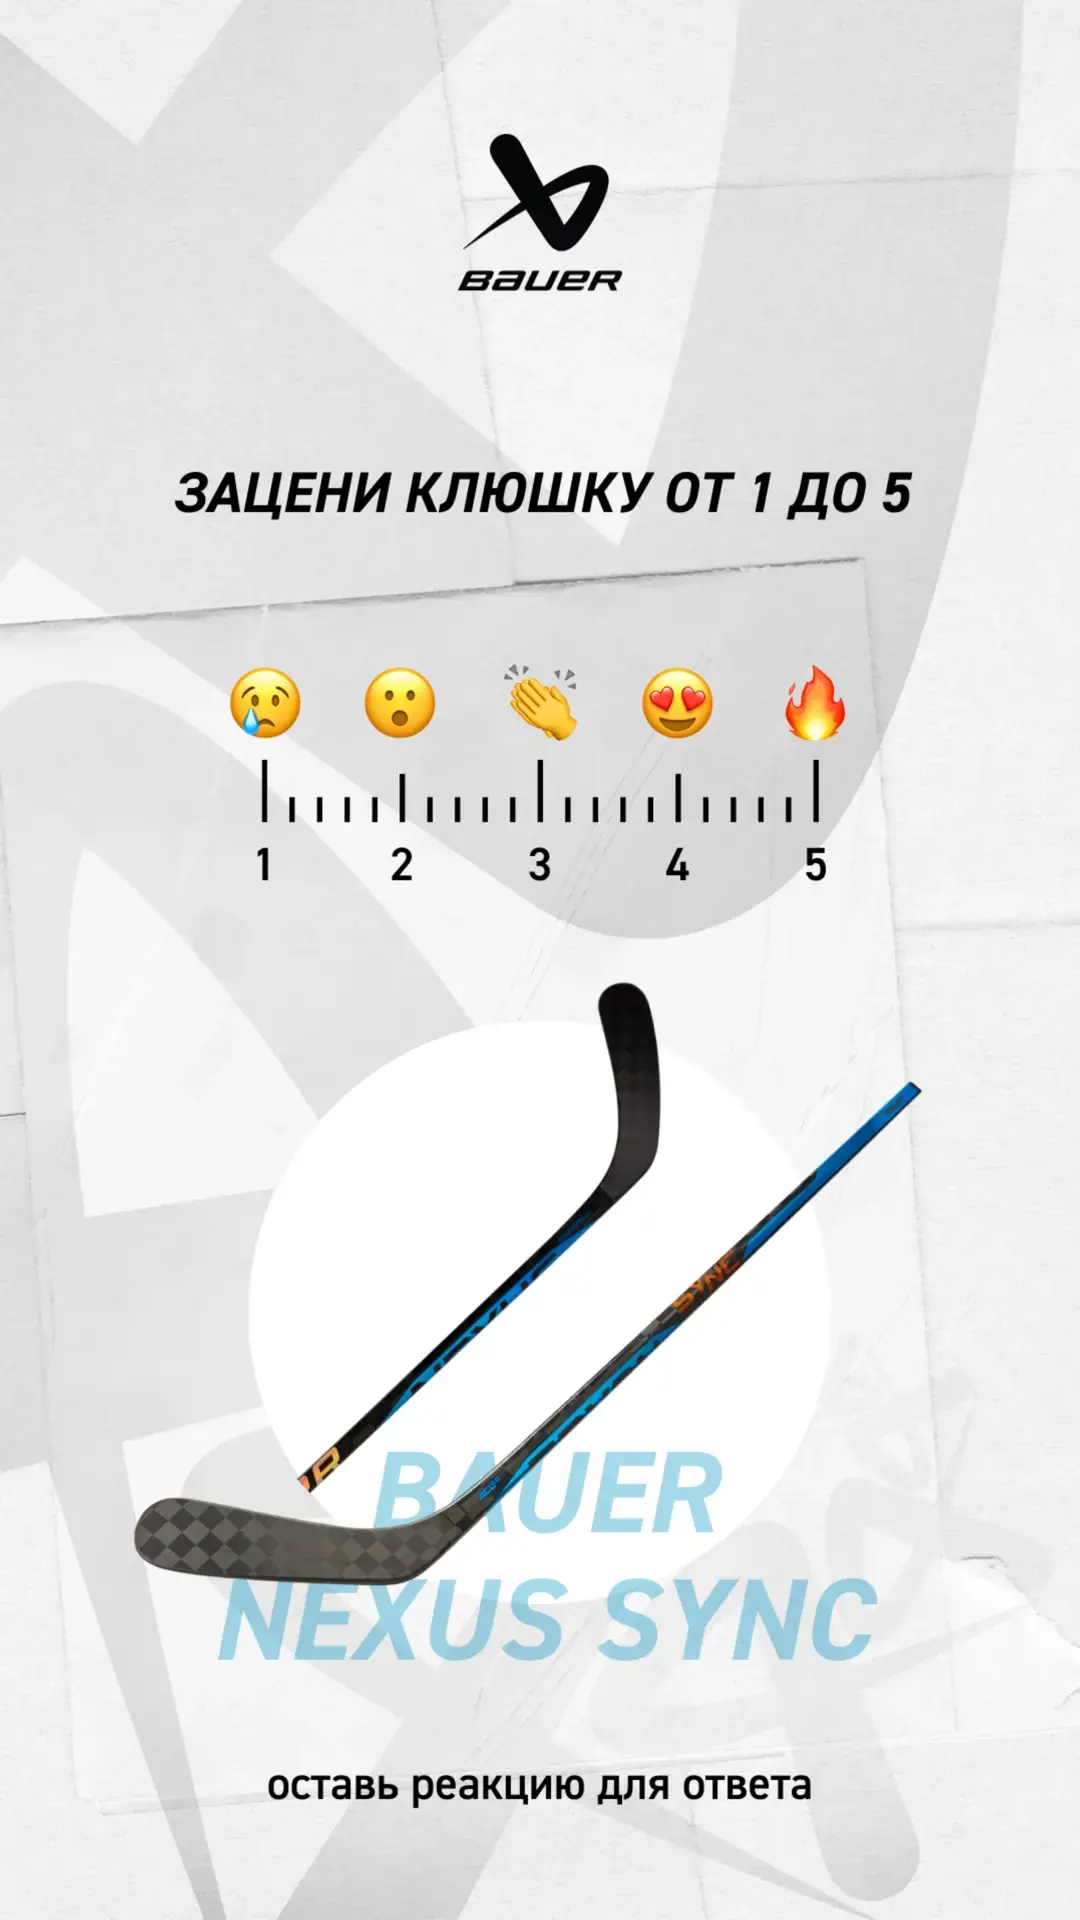 BAUER
ЗАЦЕНИ КЛЮШКУ ОТ 1 ДО 5
1 2 3 4 5
SYNC
NEXUS
BAUER
NEXUS SYNC
оставь реакцию для ответа